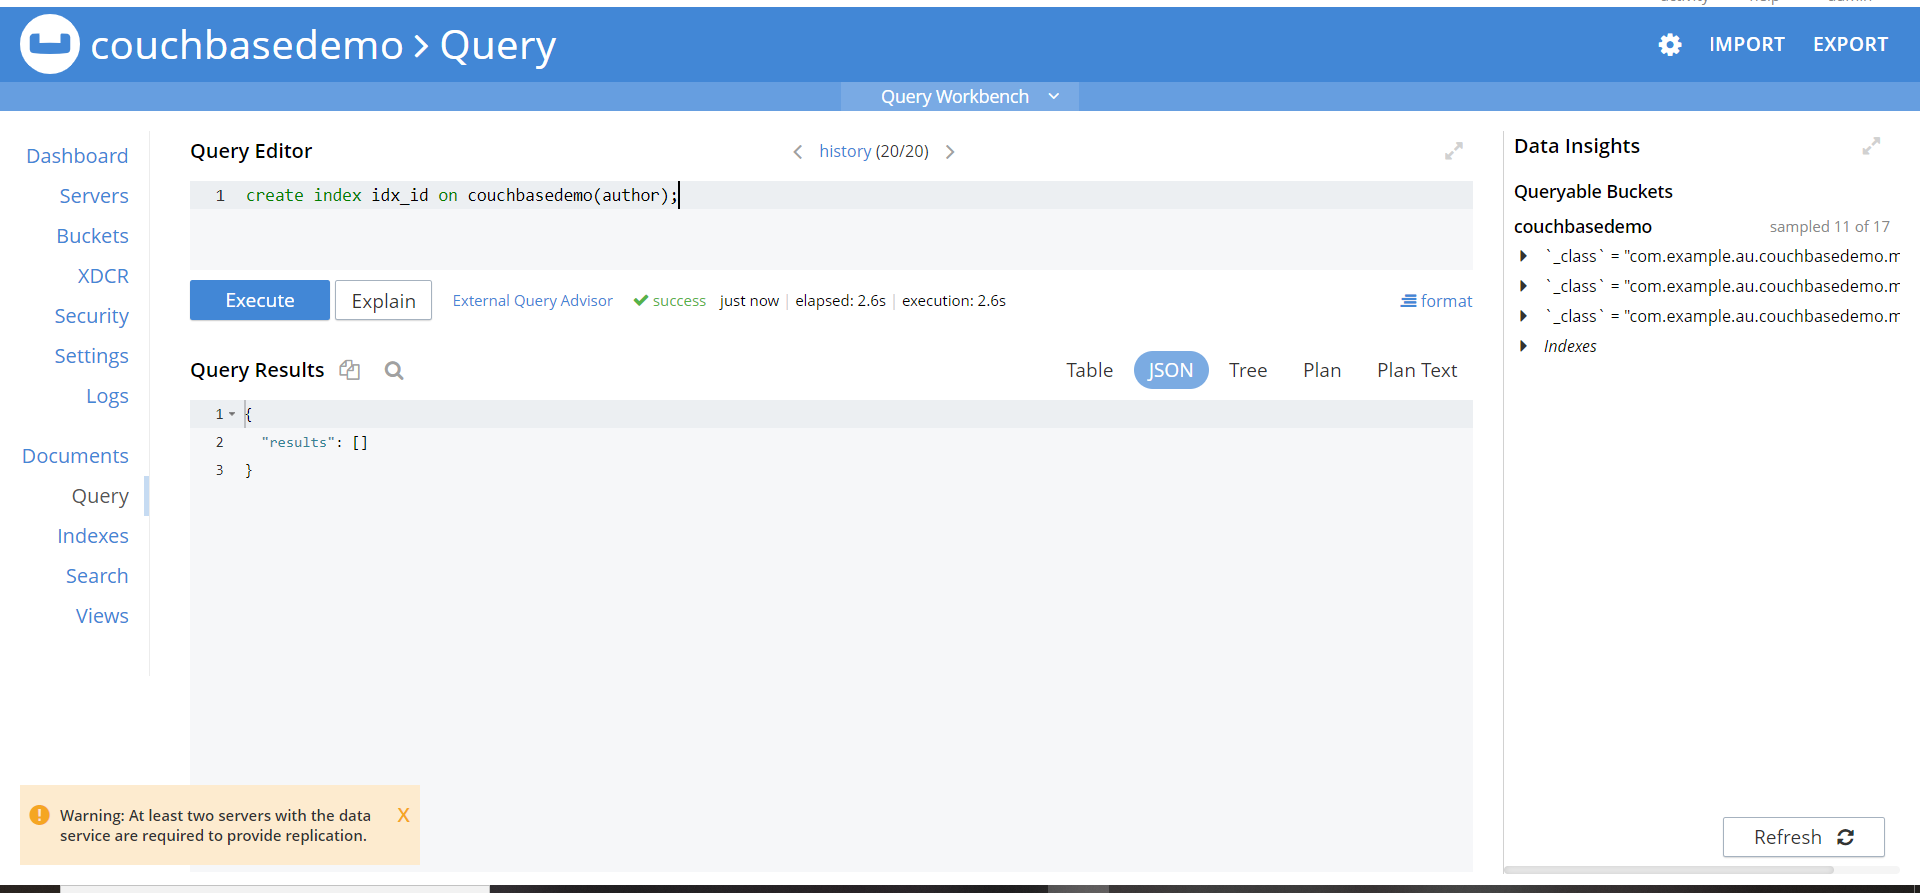 activity help admin
couchbasedemo > Query
IMPORT EXPORT
Query Workbench
Dashboard
Servers
Buckets
XDCR
Security
Settings
Logs
Documents
Query
Indexes
Search
Views
Query Editor
history (20/20)
1 create index idx_id on couchbasedemo(author);
Execute Explain External Query Advisor success just now | elapsed: 2.6s | execution: 2.6s format
Query Results
Table JSON Tree Plan Plan Text
1 {
2 "results": []
3 }
Data Insights
Queryable Buckets
couchbasedemo sampled 11 of 17
`_class` = "com.example.au.couchbasedemo.m
`_class` = "com.example.au.couchbasedemo.m
`_class` = "com.example.au.couchbasedemo.m
Indexes
Refresh
Warning: At least two servers with the data X
service are required to provide replication.